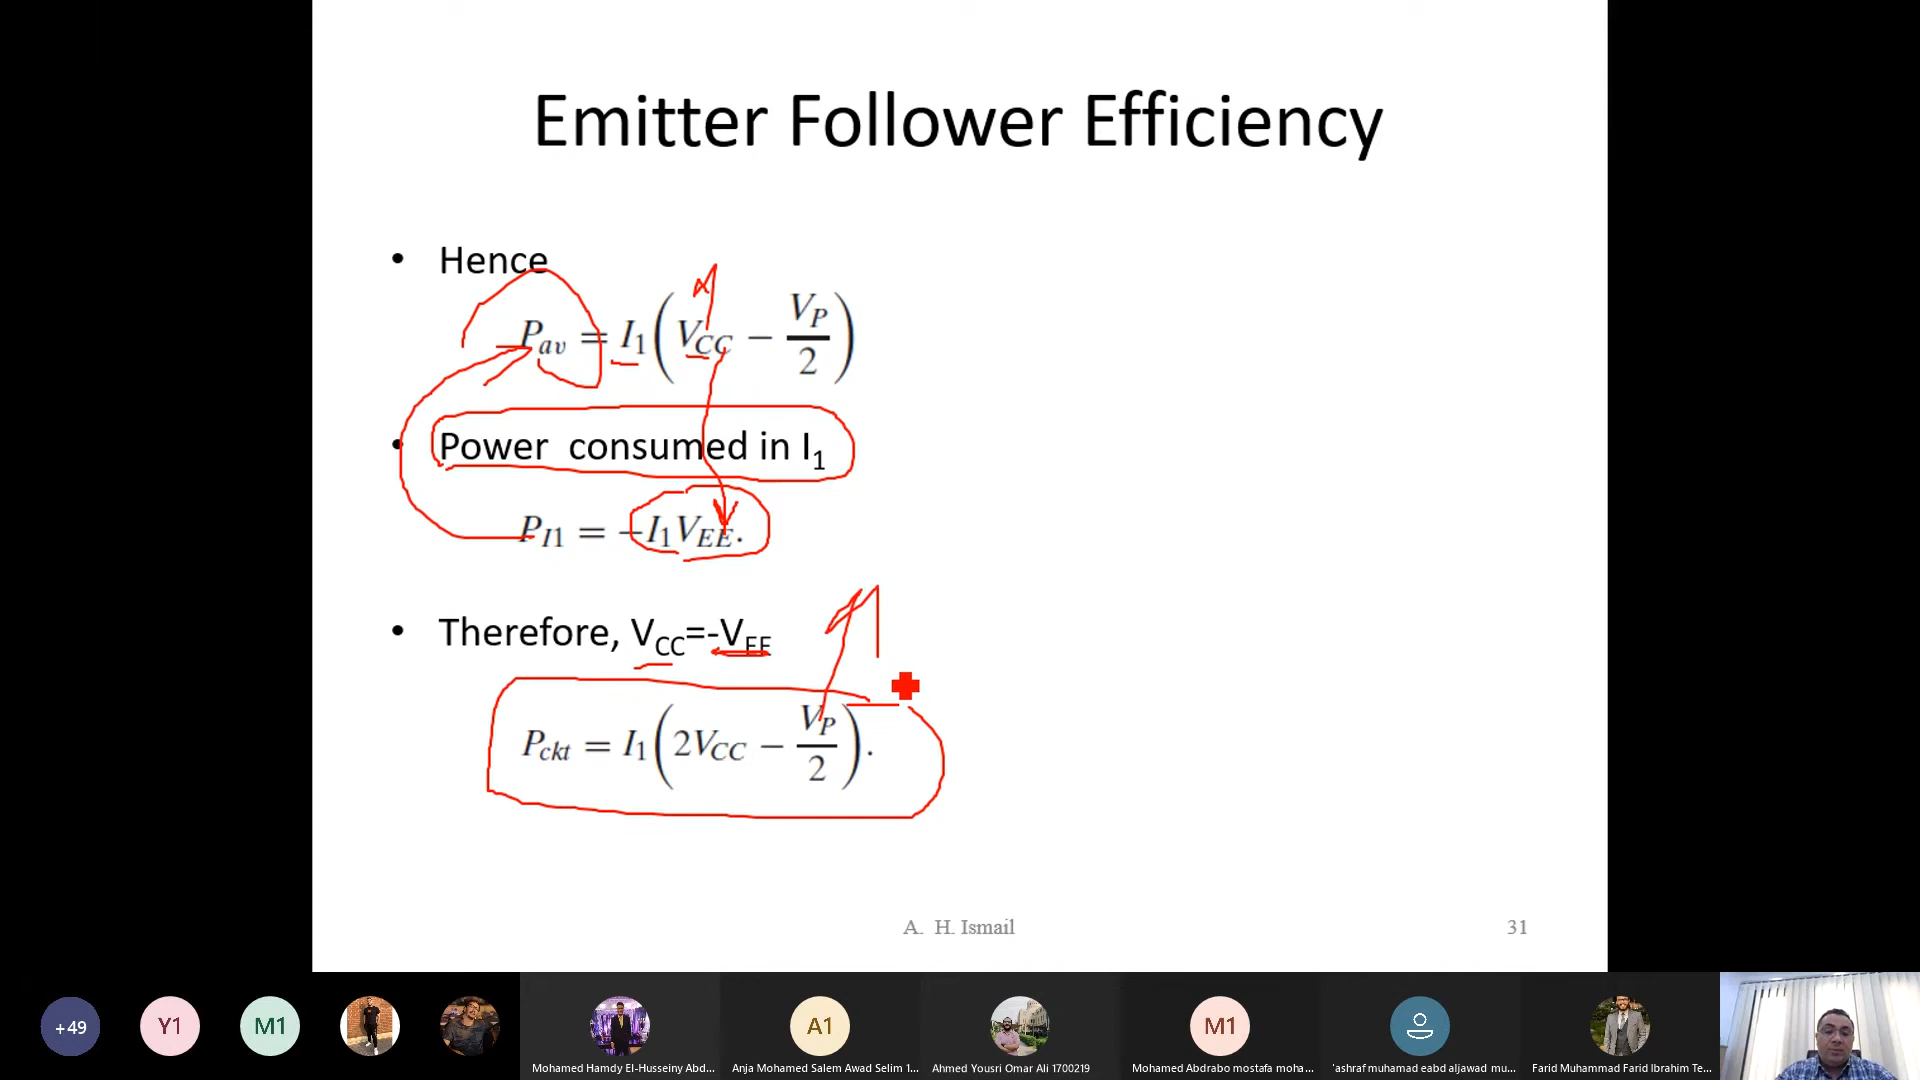 Emitter Follower Efficiency
• Hence
P_av = I_1 (V_CC − V_P/2)
• Power consumed in I_1
P_I1 = −I_1 V_EE.
• Therefore, V_CC=-V_EE
P_ckt = I_1 (2V_CC − V_P/2).
A. H. Ismail
31
+49
Y1
M1
A1
M1
Mohamed Hamdy El-Husseiny Abd...
Anja Mohamed Salem Awad Selim 1...
Ahmed Yousri Omar Ali 1700219
Mohamed Abdrabo mostafa moha...
'ashraf muhamad eabd aljawad mu...
Farid Muhammad Farid Ibrahim Te...